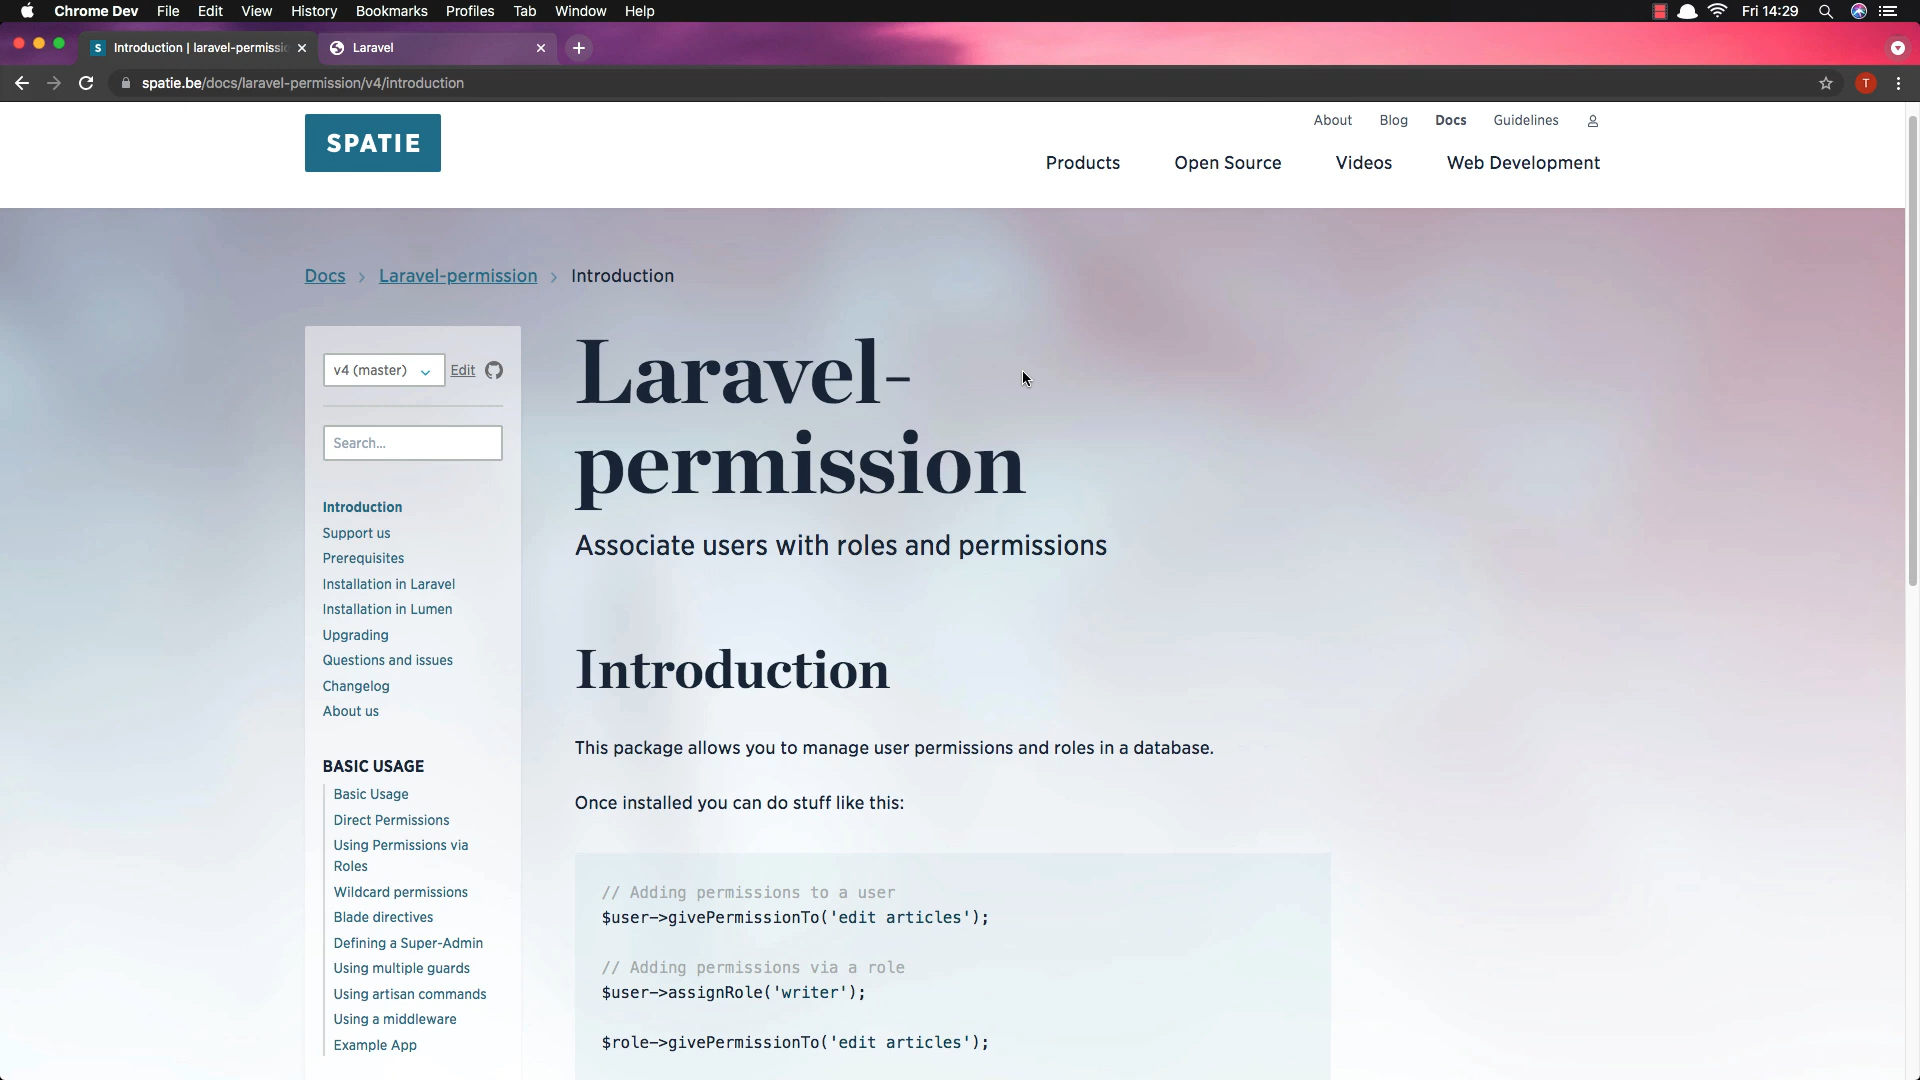 Chrome Dev File Edit View History Bookmarks Profiles Tab Window Help Fri 14:29
S Introduction | laravel-permissio Laravel
spatie.be/docs/laravel-permission/v4/introduction T
SPATIE
About Blog Docs Guidelines
Products Open Source Videos Web Development
Docs > Laravel-permission > Introduction
v4 (master) Edit
Search...
Introduction
Support us
Prerequisites
Installation in Laravel
Installation in Lumen
Upgrading
Questions and issues
Changelog
About us
BASIC USAGE
Basic Usage
Direct Permissions
Using Permissions via
Roles
Wildcard permissions
Blade directives
Defining a Super-Admin
Using multiple guards
Using artisan commands
Using a middleware
Example App
Laravel-
permission
Associate users with roles and permissions
Introduction
This package allows you to manage user permissions and roles in a database.
Once installed you can do stuff like this:
// Adding permissions to a user
$user->givePermissionTo('edit articles');
// Adding permissions via a role
$user->assignRole('writer');
$role->givePermissionTo('edit articles');